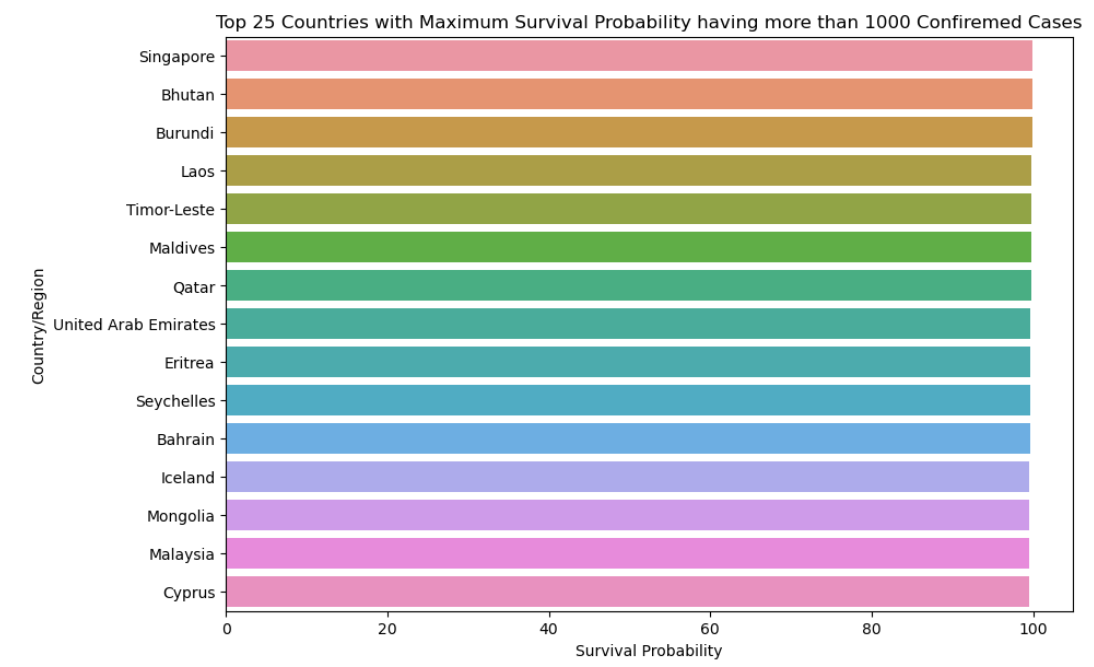 Top 25 Countries with Maximum Survival Probability having more than 1000 Confiremed Cases
Country/Region
Singapore
Bhutan
Burundi
Laos
Timor-Leste
Maldives
Qatar
United Arab Emirates
Eritrea
Seychelles
Bahrain
Iceland
Mongolia
Malaysia
Cyprus
0 20 40 60 80 100
Survival Probability